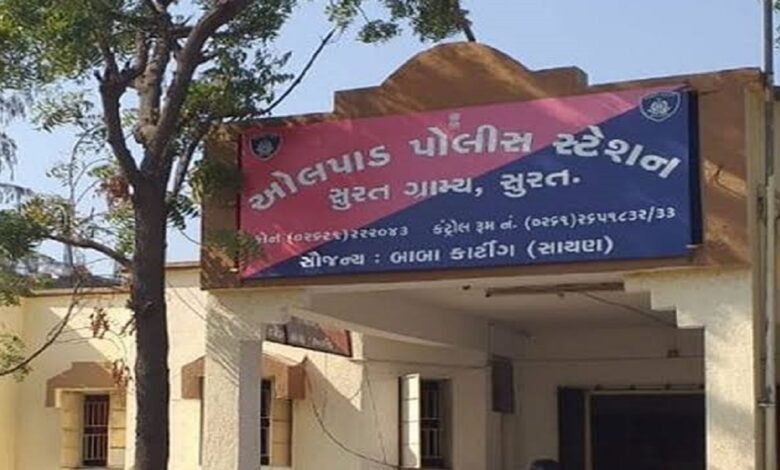 ઓલપાડ પોલીસ સ્ટેશન
સુરત ગ્રામ્ય, સુરત.
ફોન (૦૨૬૨૧) ૨૨૨૦૪૩ કંટ્રોલ રૂમ નં. (૦૨૬૧) ૨૬૫૧૮૩૨/૩૩
સૌજન્ય : બાબા કાર્ટીંગ (સાયણ)